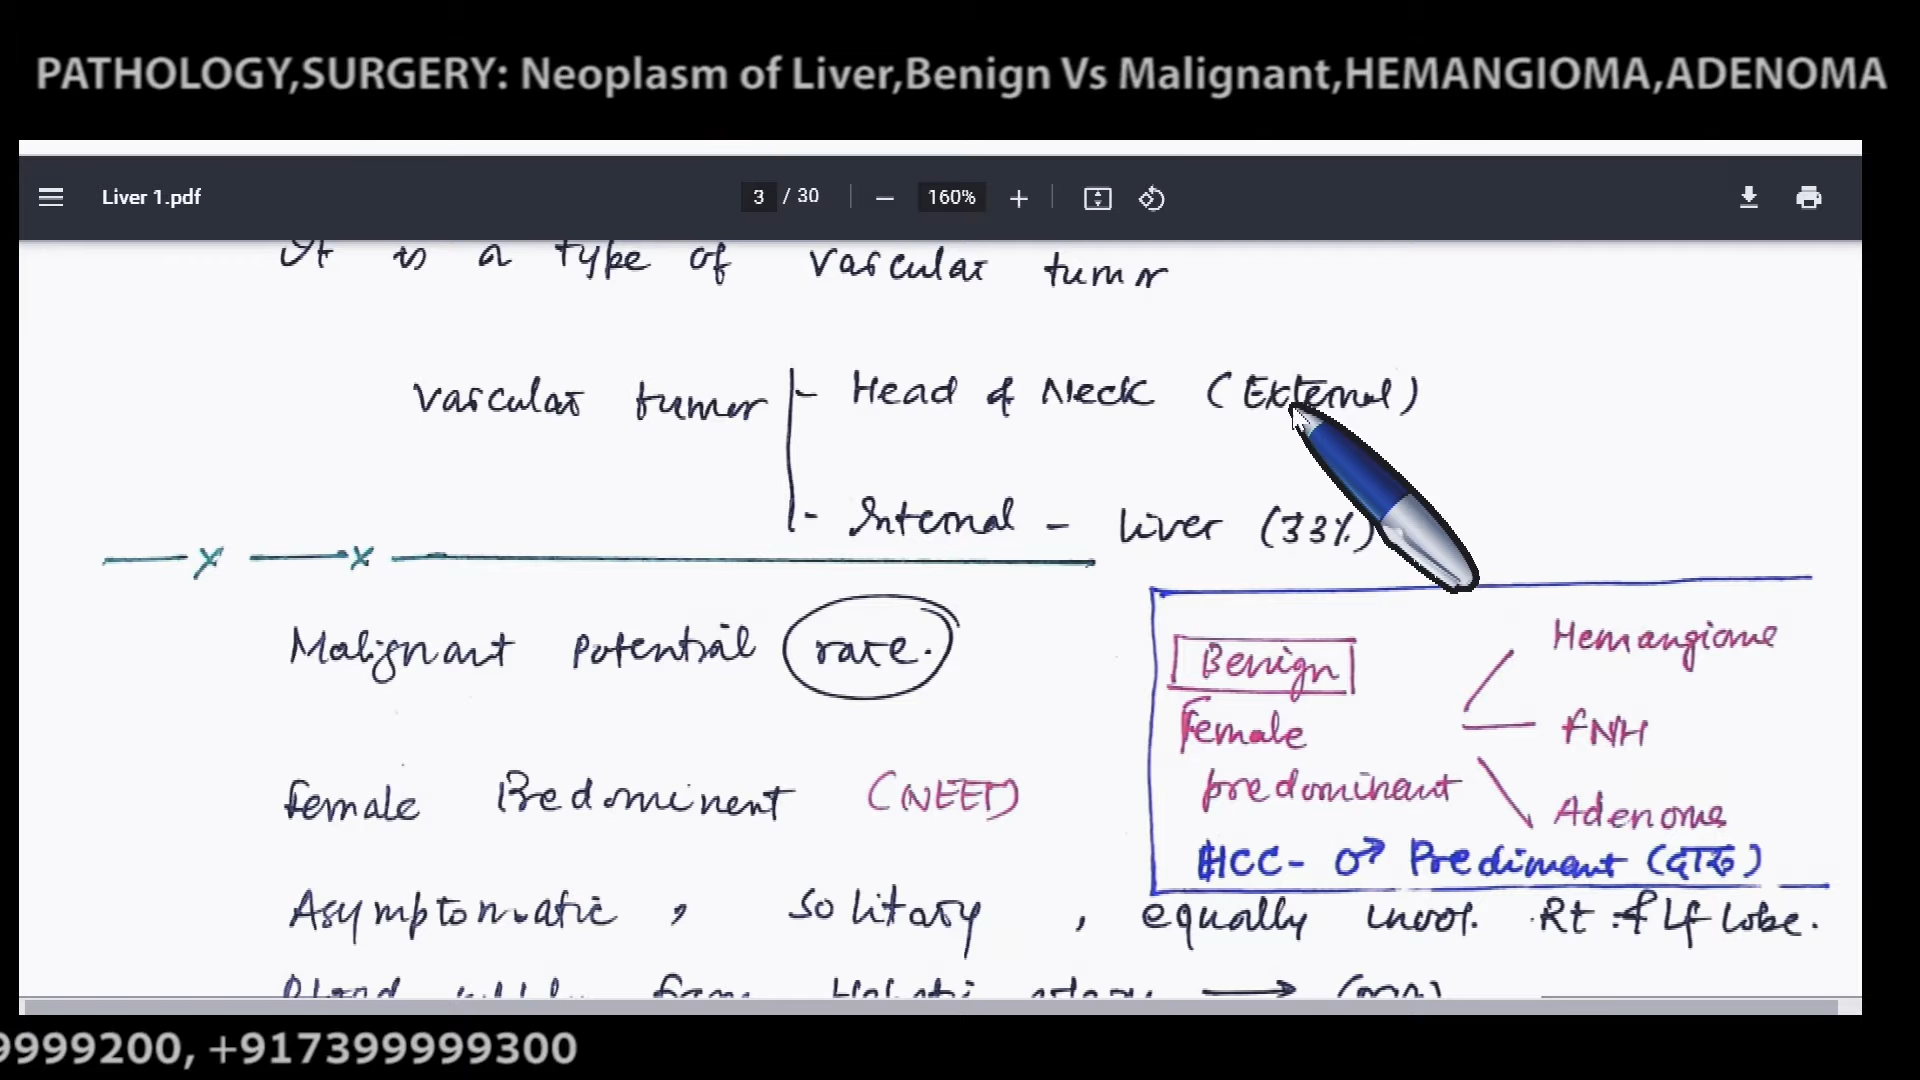 PATHOLOGY,SURGERY: Neoplasm of Liver,Benign Vs Malignant,HEMANGIOMA,ADENOMA
Liver 1.pdf
3 / 30
160%
It is a type of vascular tumor
Vascular tumor
Head & Neck (External)
Internal - Liver (33%)
Malignant Potential rare.
Benign
Female
predominant
Hemangioma
FNH
Adenoma
HCC- ♂ Predimant
Female Predominent (NEET)
Asymptomatic , Solitary , equally invol. Rt & Lf Lobe.
9999200, +917399999300